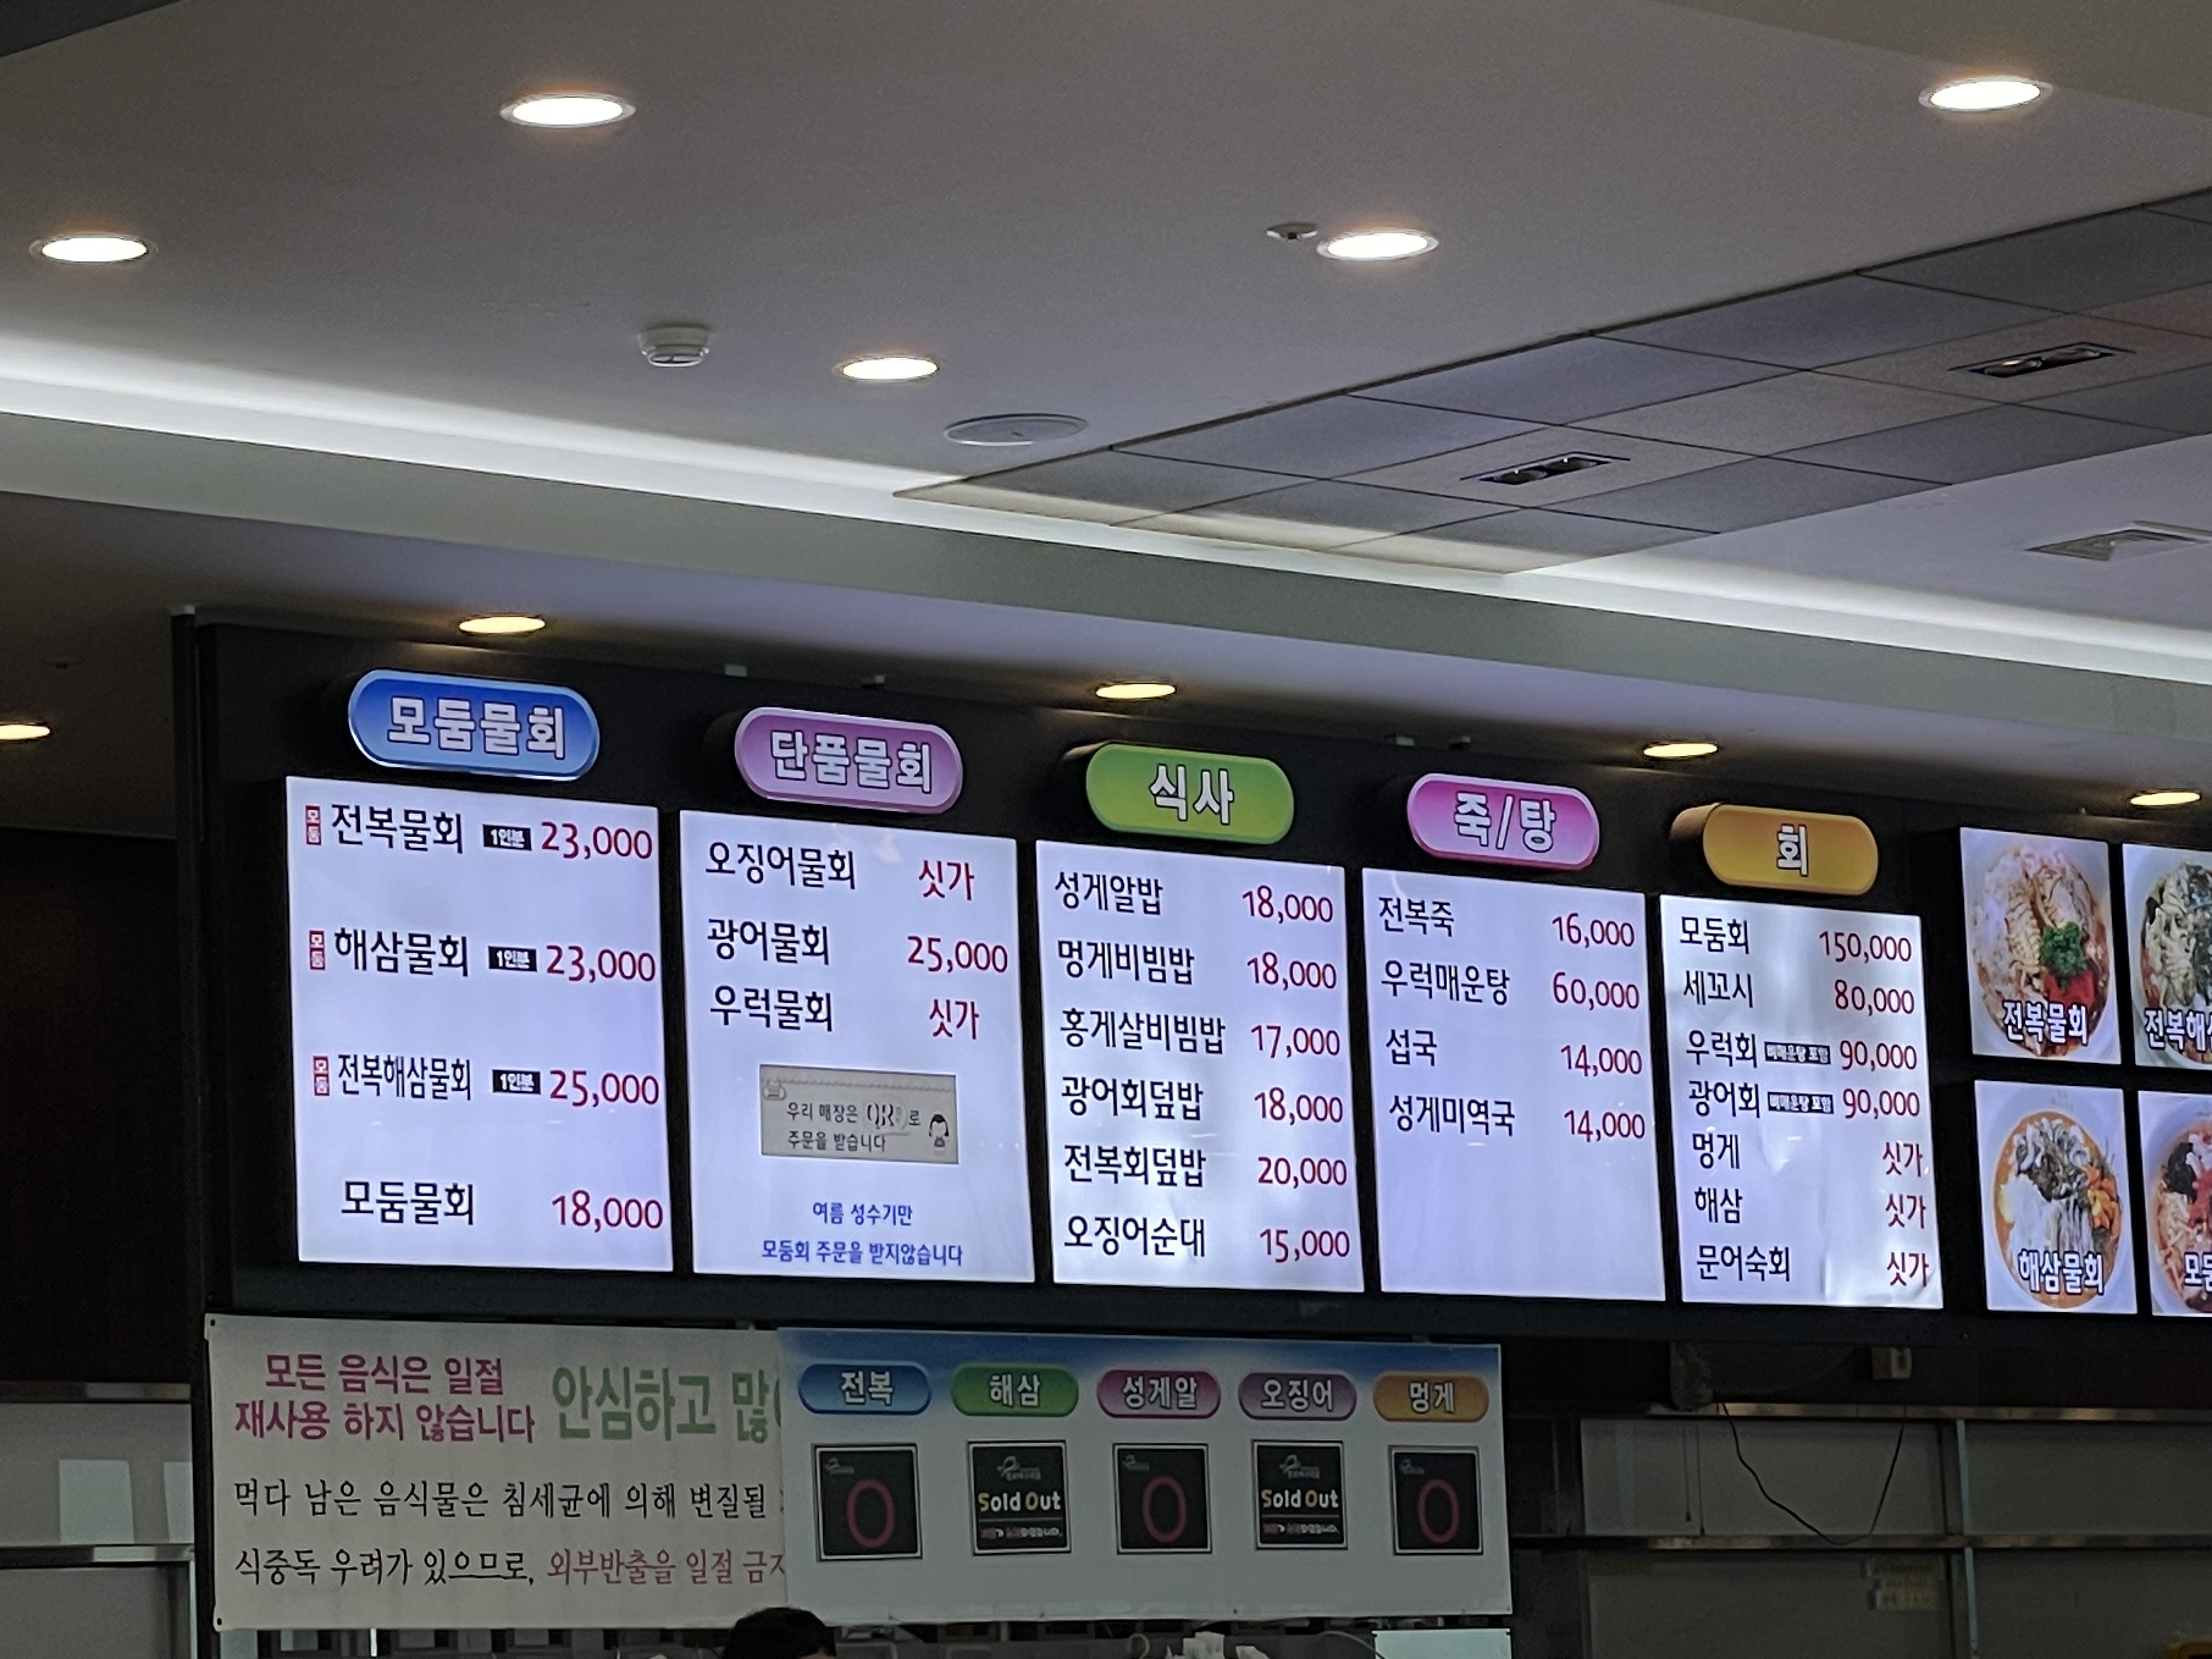 모둠물회
모둠 전복물회 1인분 23,000
모둠 해삼물회 1인분 23,000
모둠 전복해삼물회 1인분 25,000
모둠물회 18,000
단품물회
오징어물회 싯가
광어물회 25,000
우럭물회 싯가
우리 매장은 QR로
주문을 받습니다
여름 성수기만
모둠회 주문을 받지않습니다
식사
성게알밥 18,000
멍게비빔밥 18,000
홍게살비빔밥 17,000
광어회덮밥 18,000
전복회덮밥 20,000
오징어순대 15,000
죽/탕
전복죽 16,000
우럭매운탕 60,000
섭국 14,000
성게미역국 14,000
회
모둠회 150,000
세꼬시 80,000
우럭회 90,000
광어회 90,000
멍게 싯가
해삼 싯가
문어숙회 싯가
전복물회
전복해
해삼물회
모둠
모든 음식은 일절
재사용 하지 않습니다
안심하고 많
먹다 남은 음식물은 침세균에 의해 변질될
식중독 우려가 있으므로, 외부반출을 일절 금지
전복 해삼 성게알 오징어 멍게
Sold Out
Sold Out